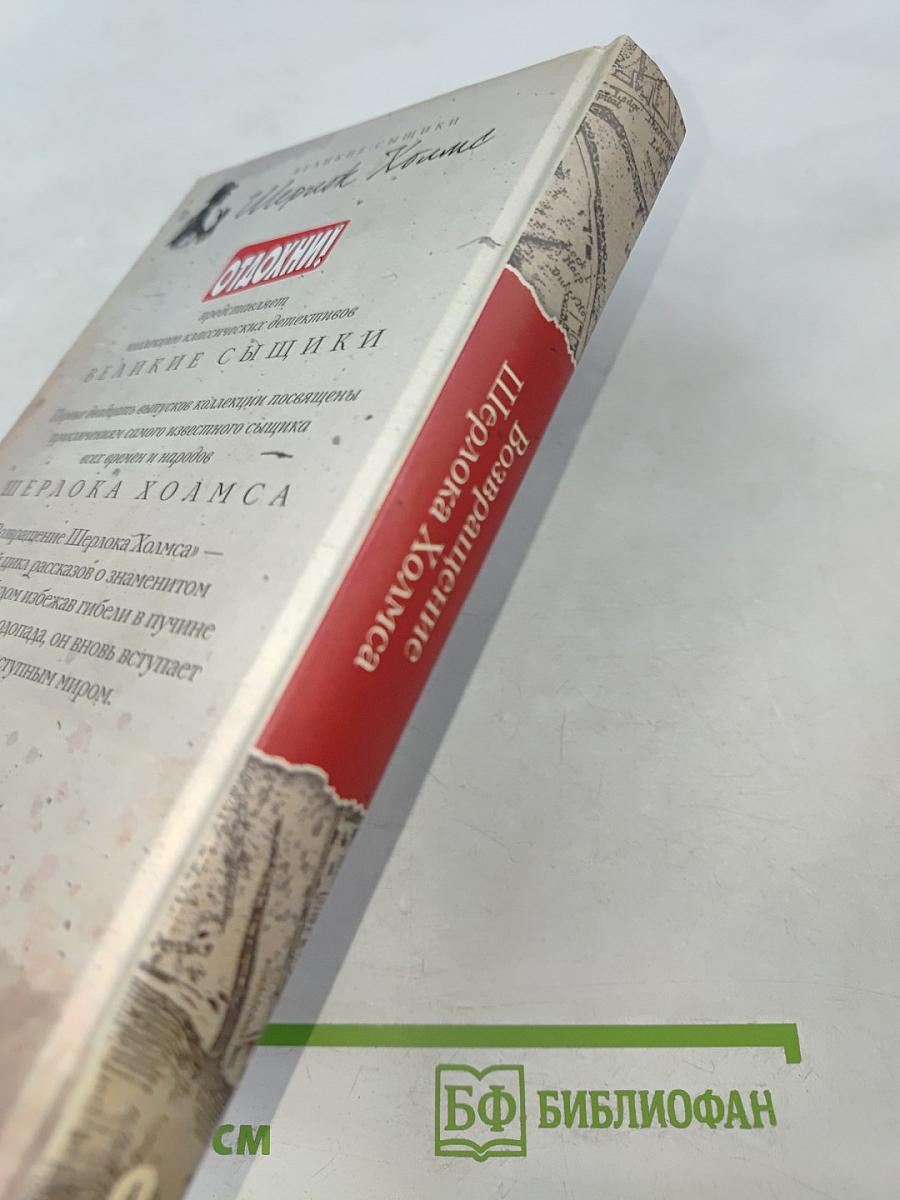 ВЕЛИКИЕ СЫЩИКИ
Шерлок Холмс
ОТДОХНИ!
представляет
коллекцию классических детективов
ВЕЛИКИЕ СЫЩИКИ
Первые двадцать выпусков коллекции посвящены
приключениям самого известного сыщика
всех времен и народов
ШЕРЛОКА ХОЛМСА
Возвращение Шерлока Холмса» —
цикл рассказов о знаменитом
избежав гибели в пучине
он вновь вступает
миром.
Возвращение
Шерлока Холмса
см
БФ БИБЛИОФАН